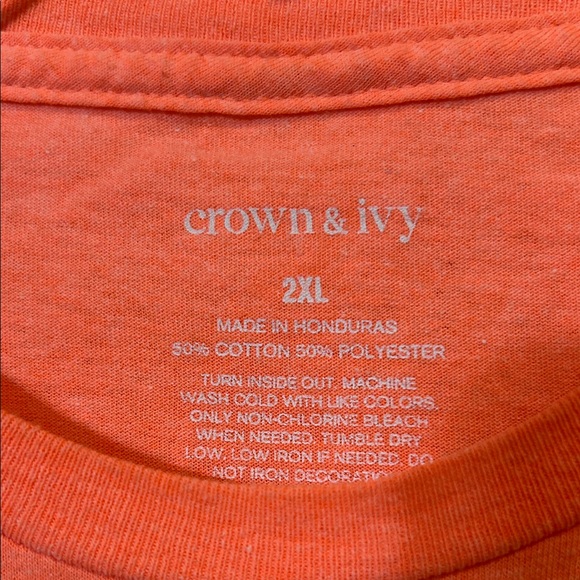 crown & ivy
2XL
MADE IN HONDURAS
50% COTTON 50% POLYESTER
TURN INSIDE OUT. MACHINE
WASH COLD WITH LIKE COLORS.
ONLY NON-CHLORINE BLEACH
WHEN NEEDED. TUMBLE DRY
LOW. LOW IRON IF NEEDED. DO
NOT IRON